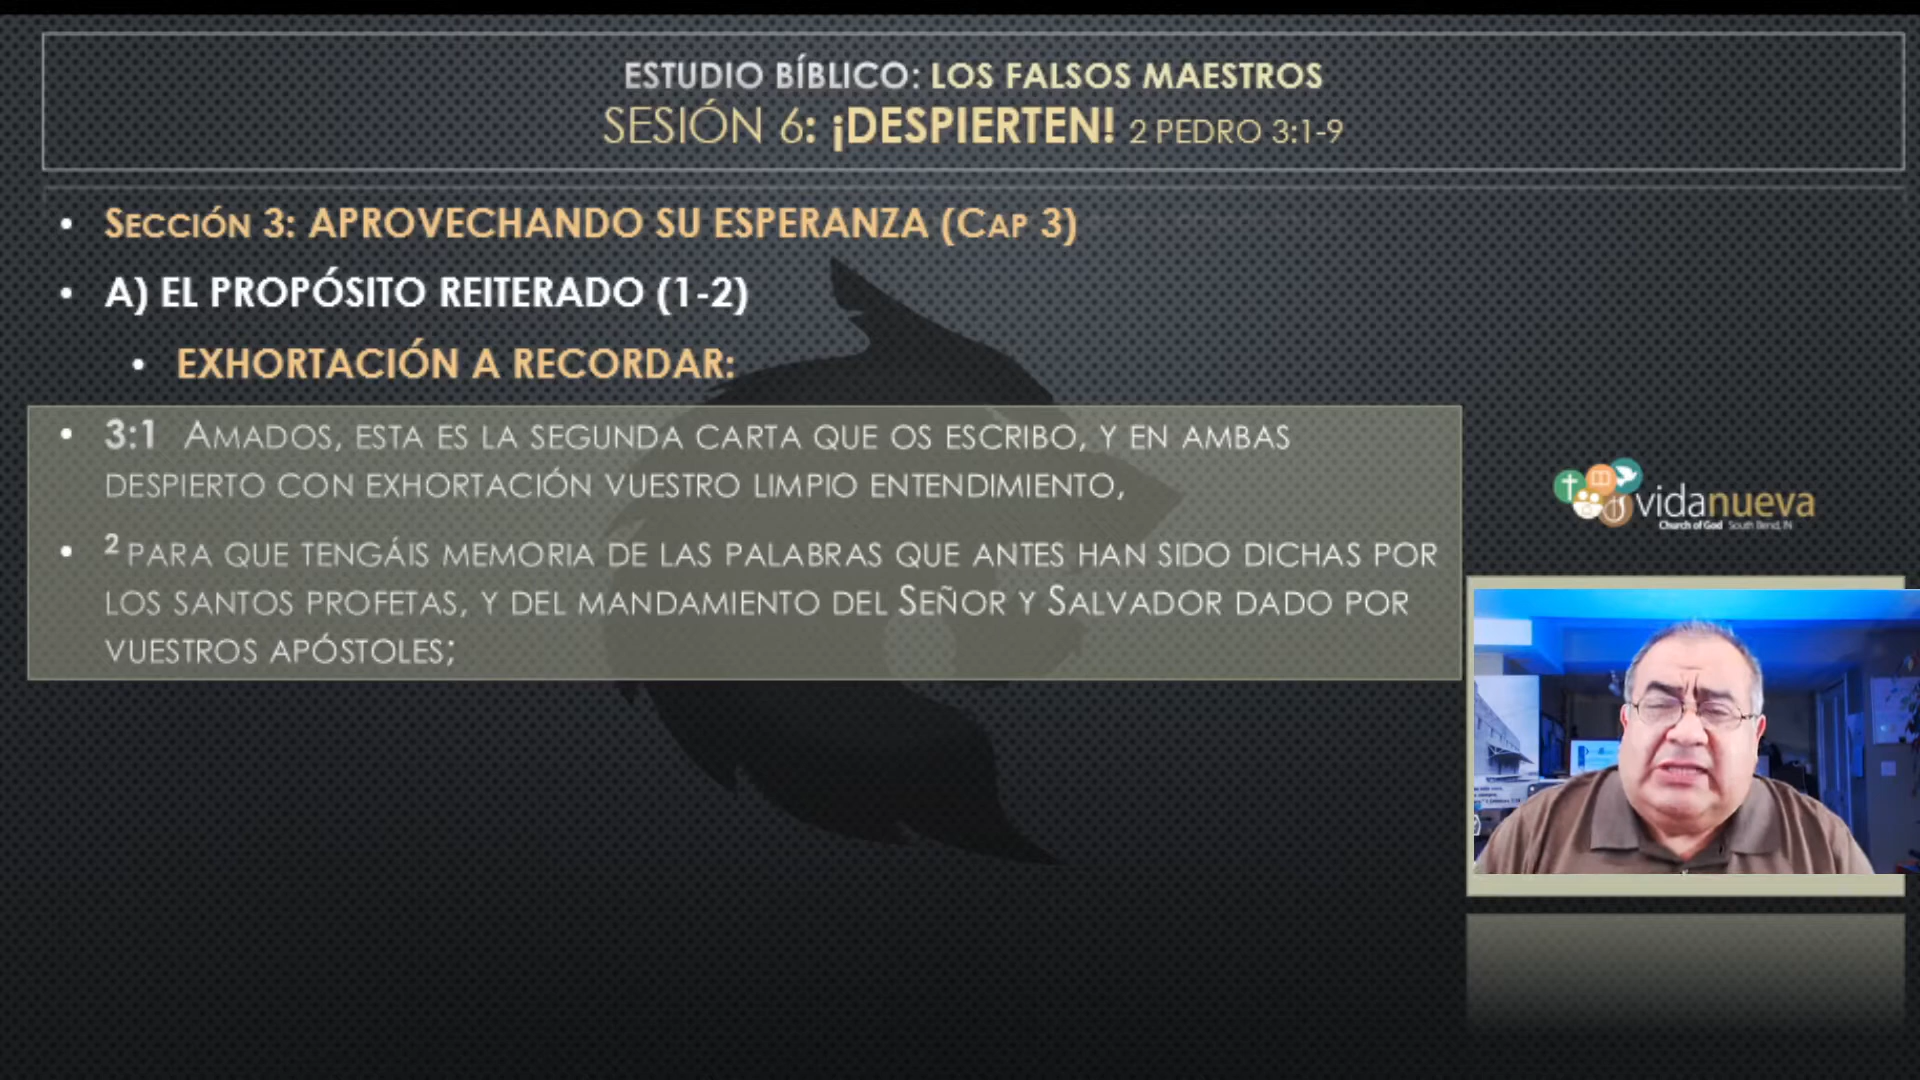 ESTUDIO BÍBLICO: LOS FALSOS MAESTROS
SESIÓN 6: ¡DESPIERTEN! 2 PEDRO 3:1-9
• SECCIÓN 3: APROVECHANDO SU ESPERANZA (CAP 3)
• A) EL PROPÓSITO REITERADO (1-2)
• EXHORTACIÓN A RECORDAR:
• 3:1 AMADOS, ESTA ES LA SEGUNDA CARTA QUE OS ESCRIBO, Y EN AMBAS
DESPIERTO CON EXHORTACIÓN VUESTRO LIMPIO ENTENDIMIENTO,
• 2 PARA QUE TENGÁIS MEMORIA DE LAS PALABRAS QUE ANTES HAN SIDO DICHAS POR
LOS SANTOS PROFETAS, Y DEL MANDAMIENTO DEL SEÑOR Y SALVADOR DADO POR
VUESTROS APÓSTOLES;
vidanueva
Church of God South Bend, IN